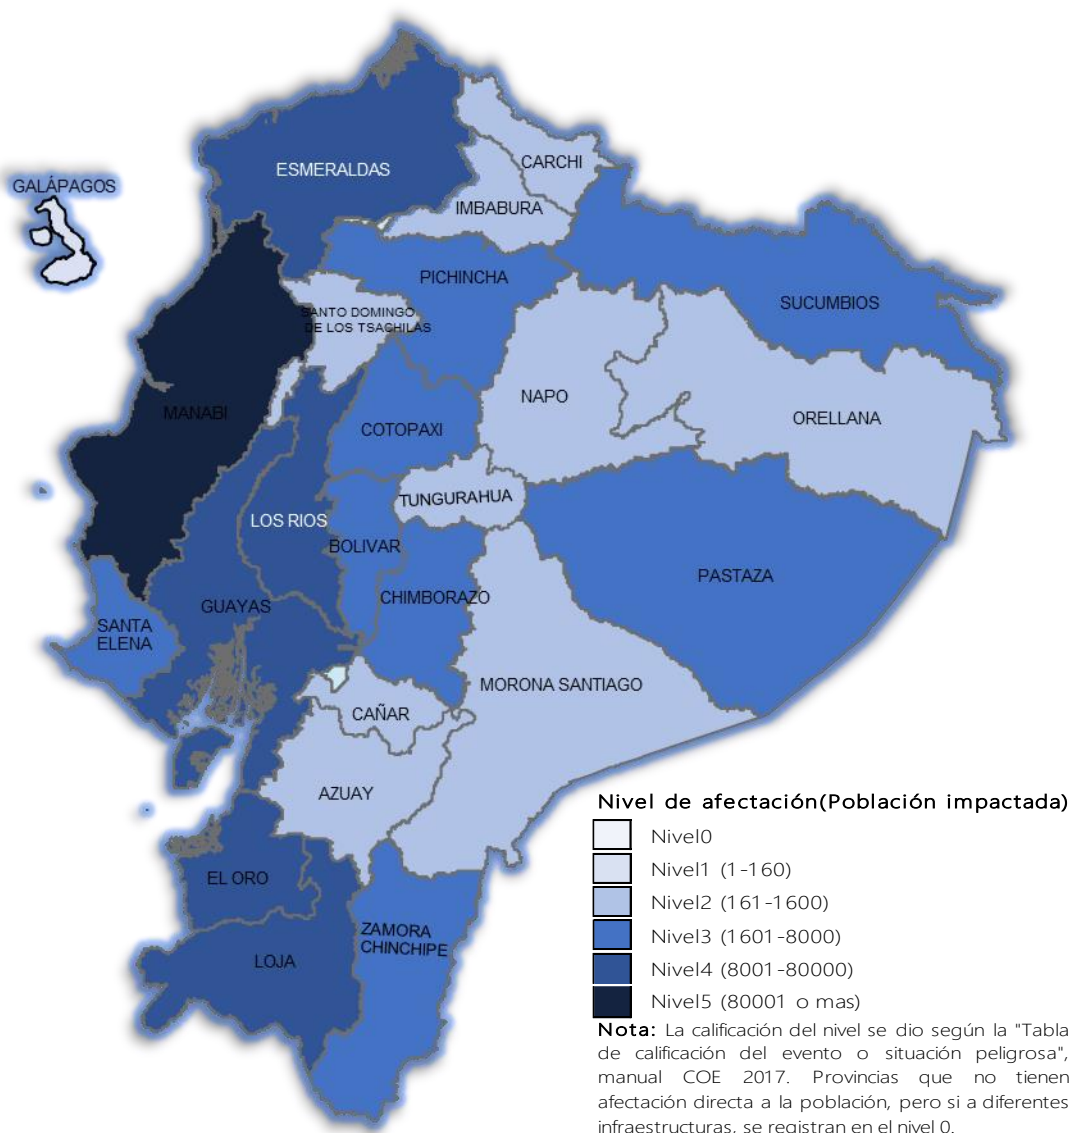 ESMERALDAS
CARCHI
GALÁPAGOS
IMBABURA
PICHINCHA
SUCUMBIOS
SANTO DOMINGO
DE LOS TSACHILAS
NAPO
MANABI
ORELLANA
COTOPAXI
TUNGURAHUA
LOS RIOS
BOLIVAR
PASTAZA
CHIMBORAZO
GUAYAS
SANTA
ELENA
MORONA SANTIAGO
CAÑAR
AZUAY
EL ORO
ZAMORA
CHINCHIPE
LOJA
Nivel de afectación(Población impactada)
Nivel0
Nivel1 (1-160)
Nivel2 (161-1600)
Nivel3 (1601-8000)
Nivel4 (8001-80000)
Nivel5 (80001 o mas)
Nota: La calificación del nivel se dio según la "Tabla
de calificación del evento o situación peligrosa",
manual COE 2017. Provincias que no tienen
afectación directa a la población, pero si a diferentes
infraestructuras, se registran en el nivel 0.